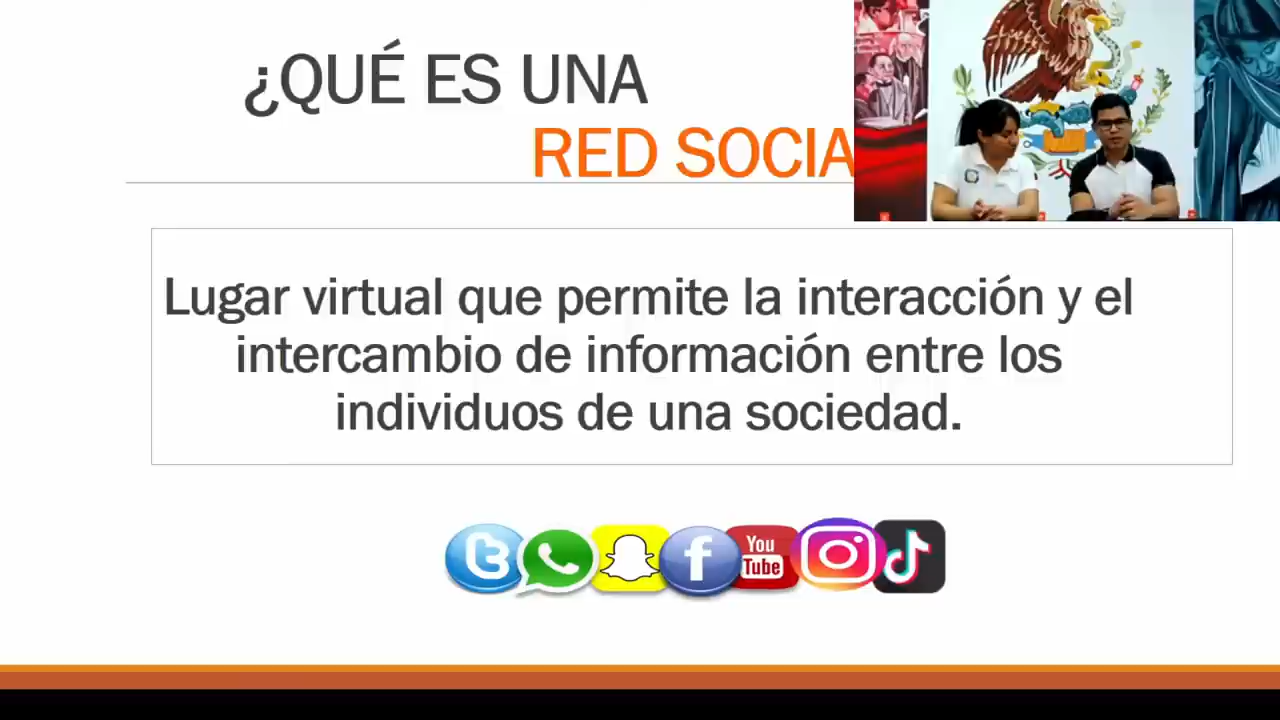 ¿QUÉ ES UNA
RED SOCIA
Lugar virtual que permite la interacción y el
intercambio de información entre los
individuos de una sociedad.
You
Tube